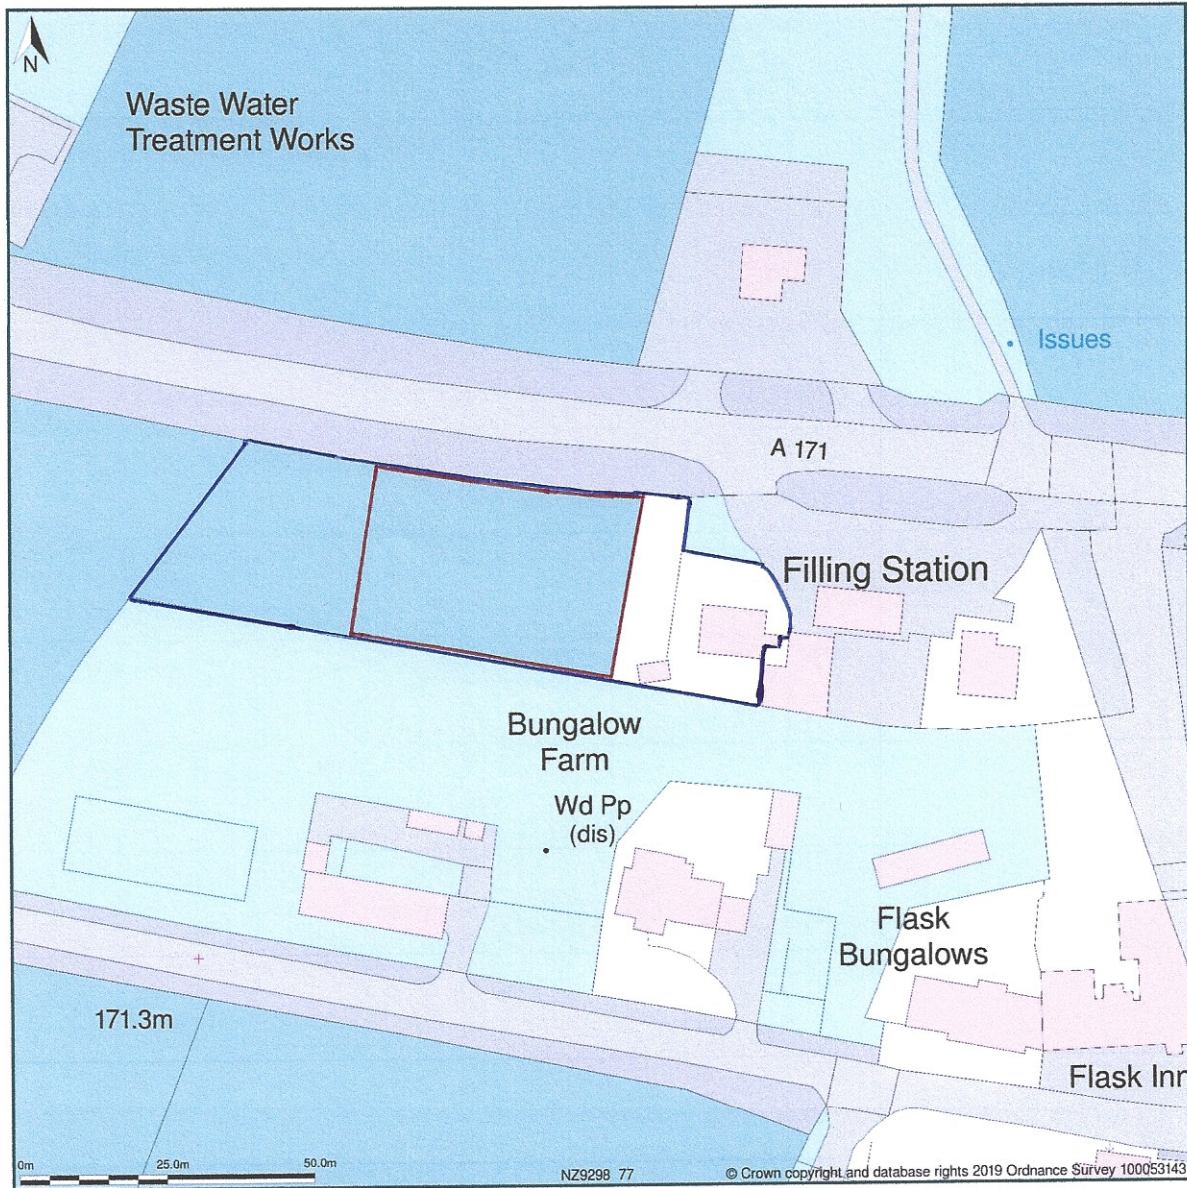 N
Waste Water
Treatment Works
Issues
A 171
Filling Station
Bungalow
Farm
Wd Pp
(dis)
Flask
Bungalows
171.3m
Flask Inn
0m
25.0m
50.0m
NZ9298 77
© Crown copyright and database rights 2019 Ordnance Survey 100053143